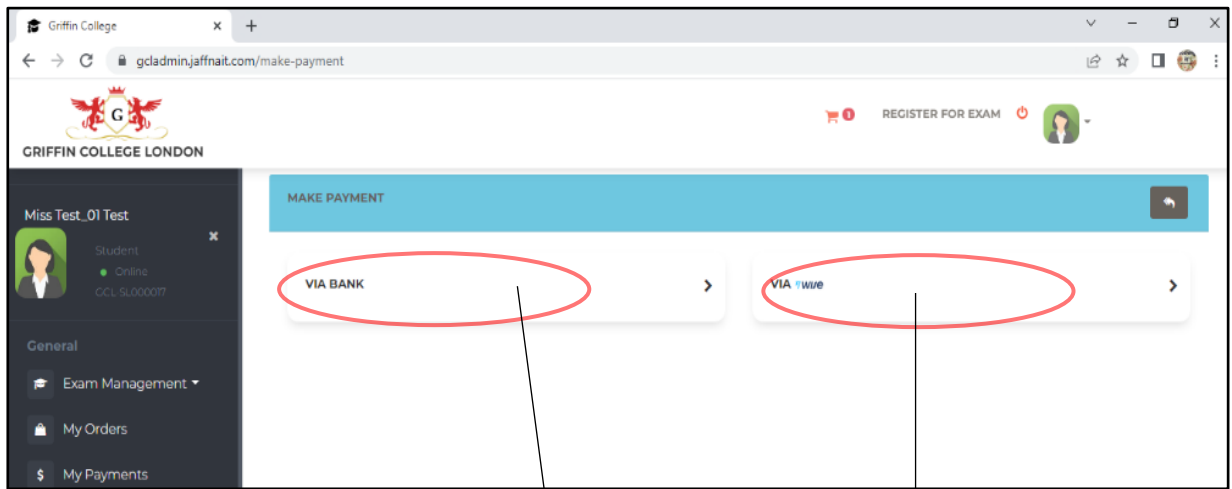 Griffin College
gcladmin.jaffnait.com/make-payment
G
GRIFFIN COLLEGE LONDON
1
REGISTER FOR EXAM
Miss Test_01 Test
Student
Online
GCL-SL000017
MAKE PAYMENT
VIA BANK
VIA
General
Exam Management
My Orders
$ My Payments